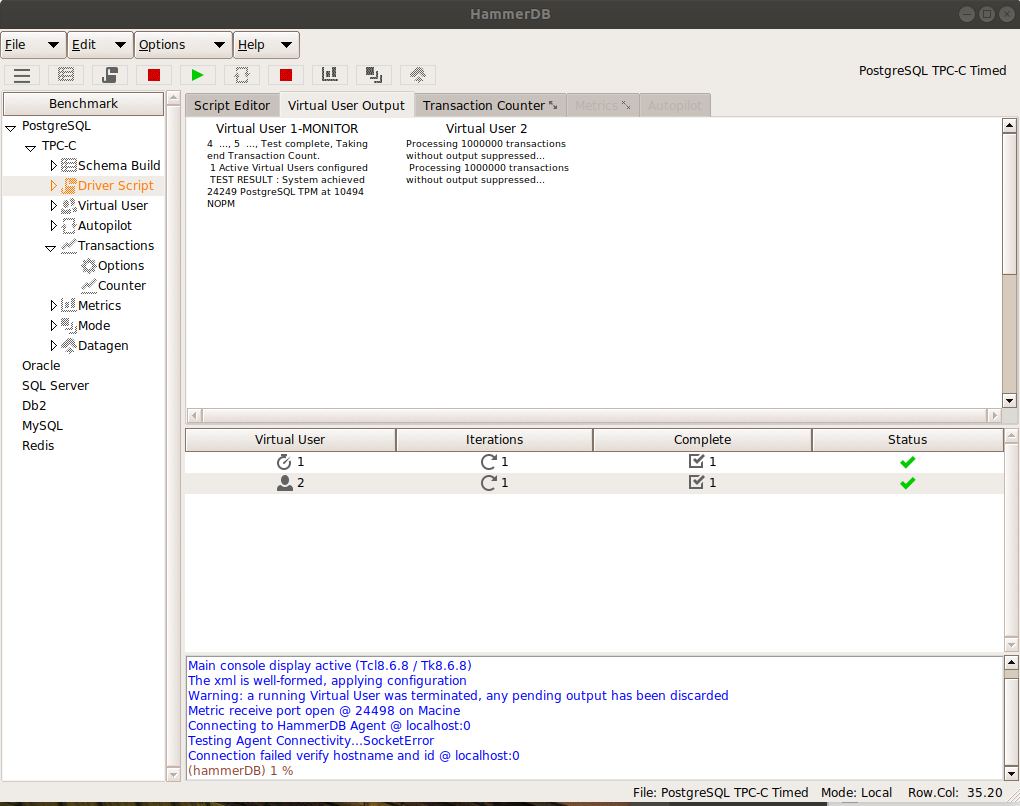 HammerDB
File Edit Options Help
PostgreSQL TPC-C Timed
Benchmark
PostgreSQL
TPC-C
Schema Build
Driver Script
Virtual User
Autopilot
Transactions
Options
Counter
Metrics
Mode
Datagen
Oracle
SQL Server
Db2
MySQL
Redis
Script Editor Virtual User Output Transaction Counter Metrics Autopilot
Virtual User 1-MONITOR
4 ..., 5 ..., Test complete, Taking
end Transaction Count.
1 Active Virtual Users configured
TEST RESULT : System achieved
24249 PostgreSQL TPM at 10494
NOPM
Virtual User 2
Processing 1000000 transactions
without output suppressed...
Processing 1000000 transactions
without output suppressed...
Virtual User Iterations Complete Status
1 1 1
2 1 1
Main console display active (Tcl8.6.8 / Tk8.6.8)
The xml is well-formed, applying configuration
Warning: a running Virtual User was terminated, any pending output has been discarded
Metric receive port open @ 24498 on Macine
Connecting to HammerDB Agent @ localhost:0
Testing Agent Connectivity...SocketError
Connection failed verify hostname and id @ localhost:0
(hammerDB) 1 %
File: PostgreSQL TPC-C Timed Mode: Local Row.Col: 35.20